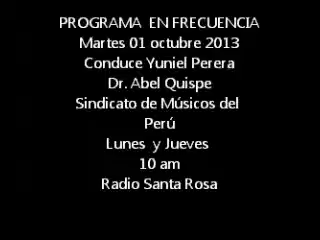 PROGRAMA EN FRECUENCIA
Martes 01 octubre 2013
Conduce Yuniel Perera
Dr. Abel Quispe
Sindicato de Músicos del
Perú
Lunes y Jueves
10 am
Radio Santa Rosa